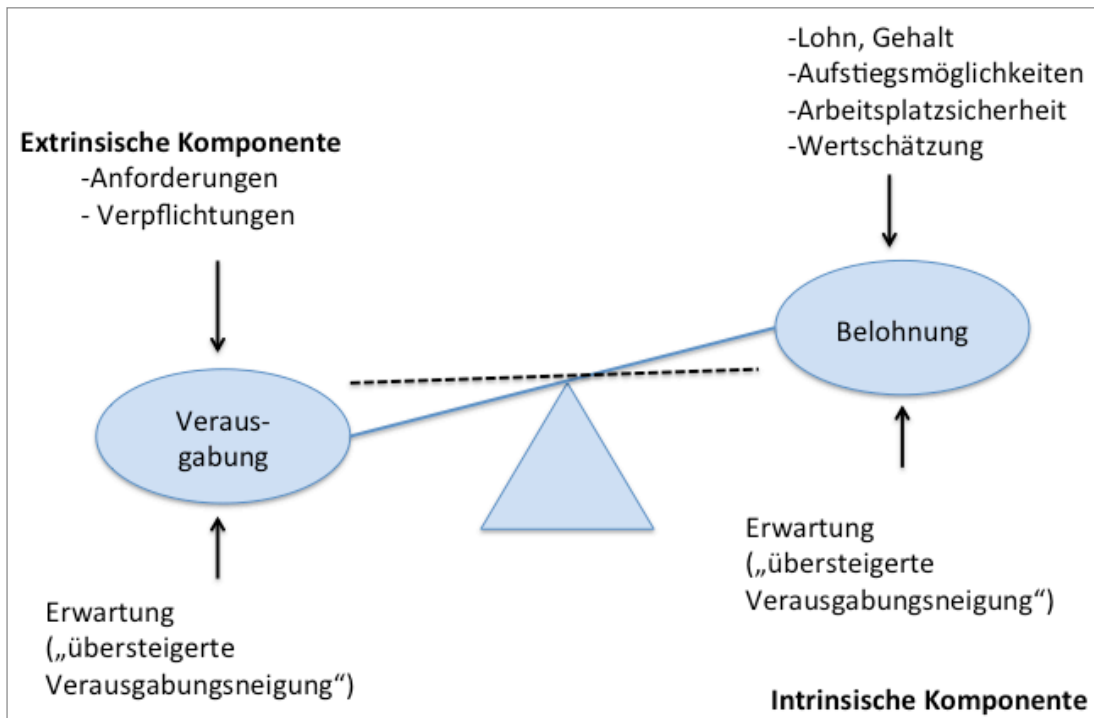 -Lohn, Gehalt
-Aufstiegsmöglichkeiten
-Arbeitsplatzsicherheit
-Wertschätzung
Extrinsische Komponente
-Anforderungen
- Verpflichtungen
Belohnung
Veraus-
gabung
Erwartung
(„übersteigerte
Verausgabungsneigung“)
Erwartung
(„übersteigerte
Verausgabungsneigung“)
Intrinsische Komponente